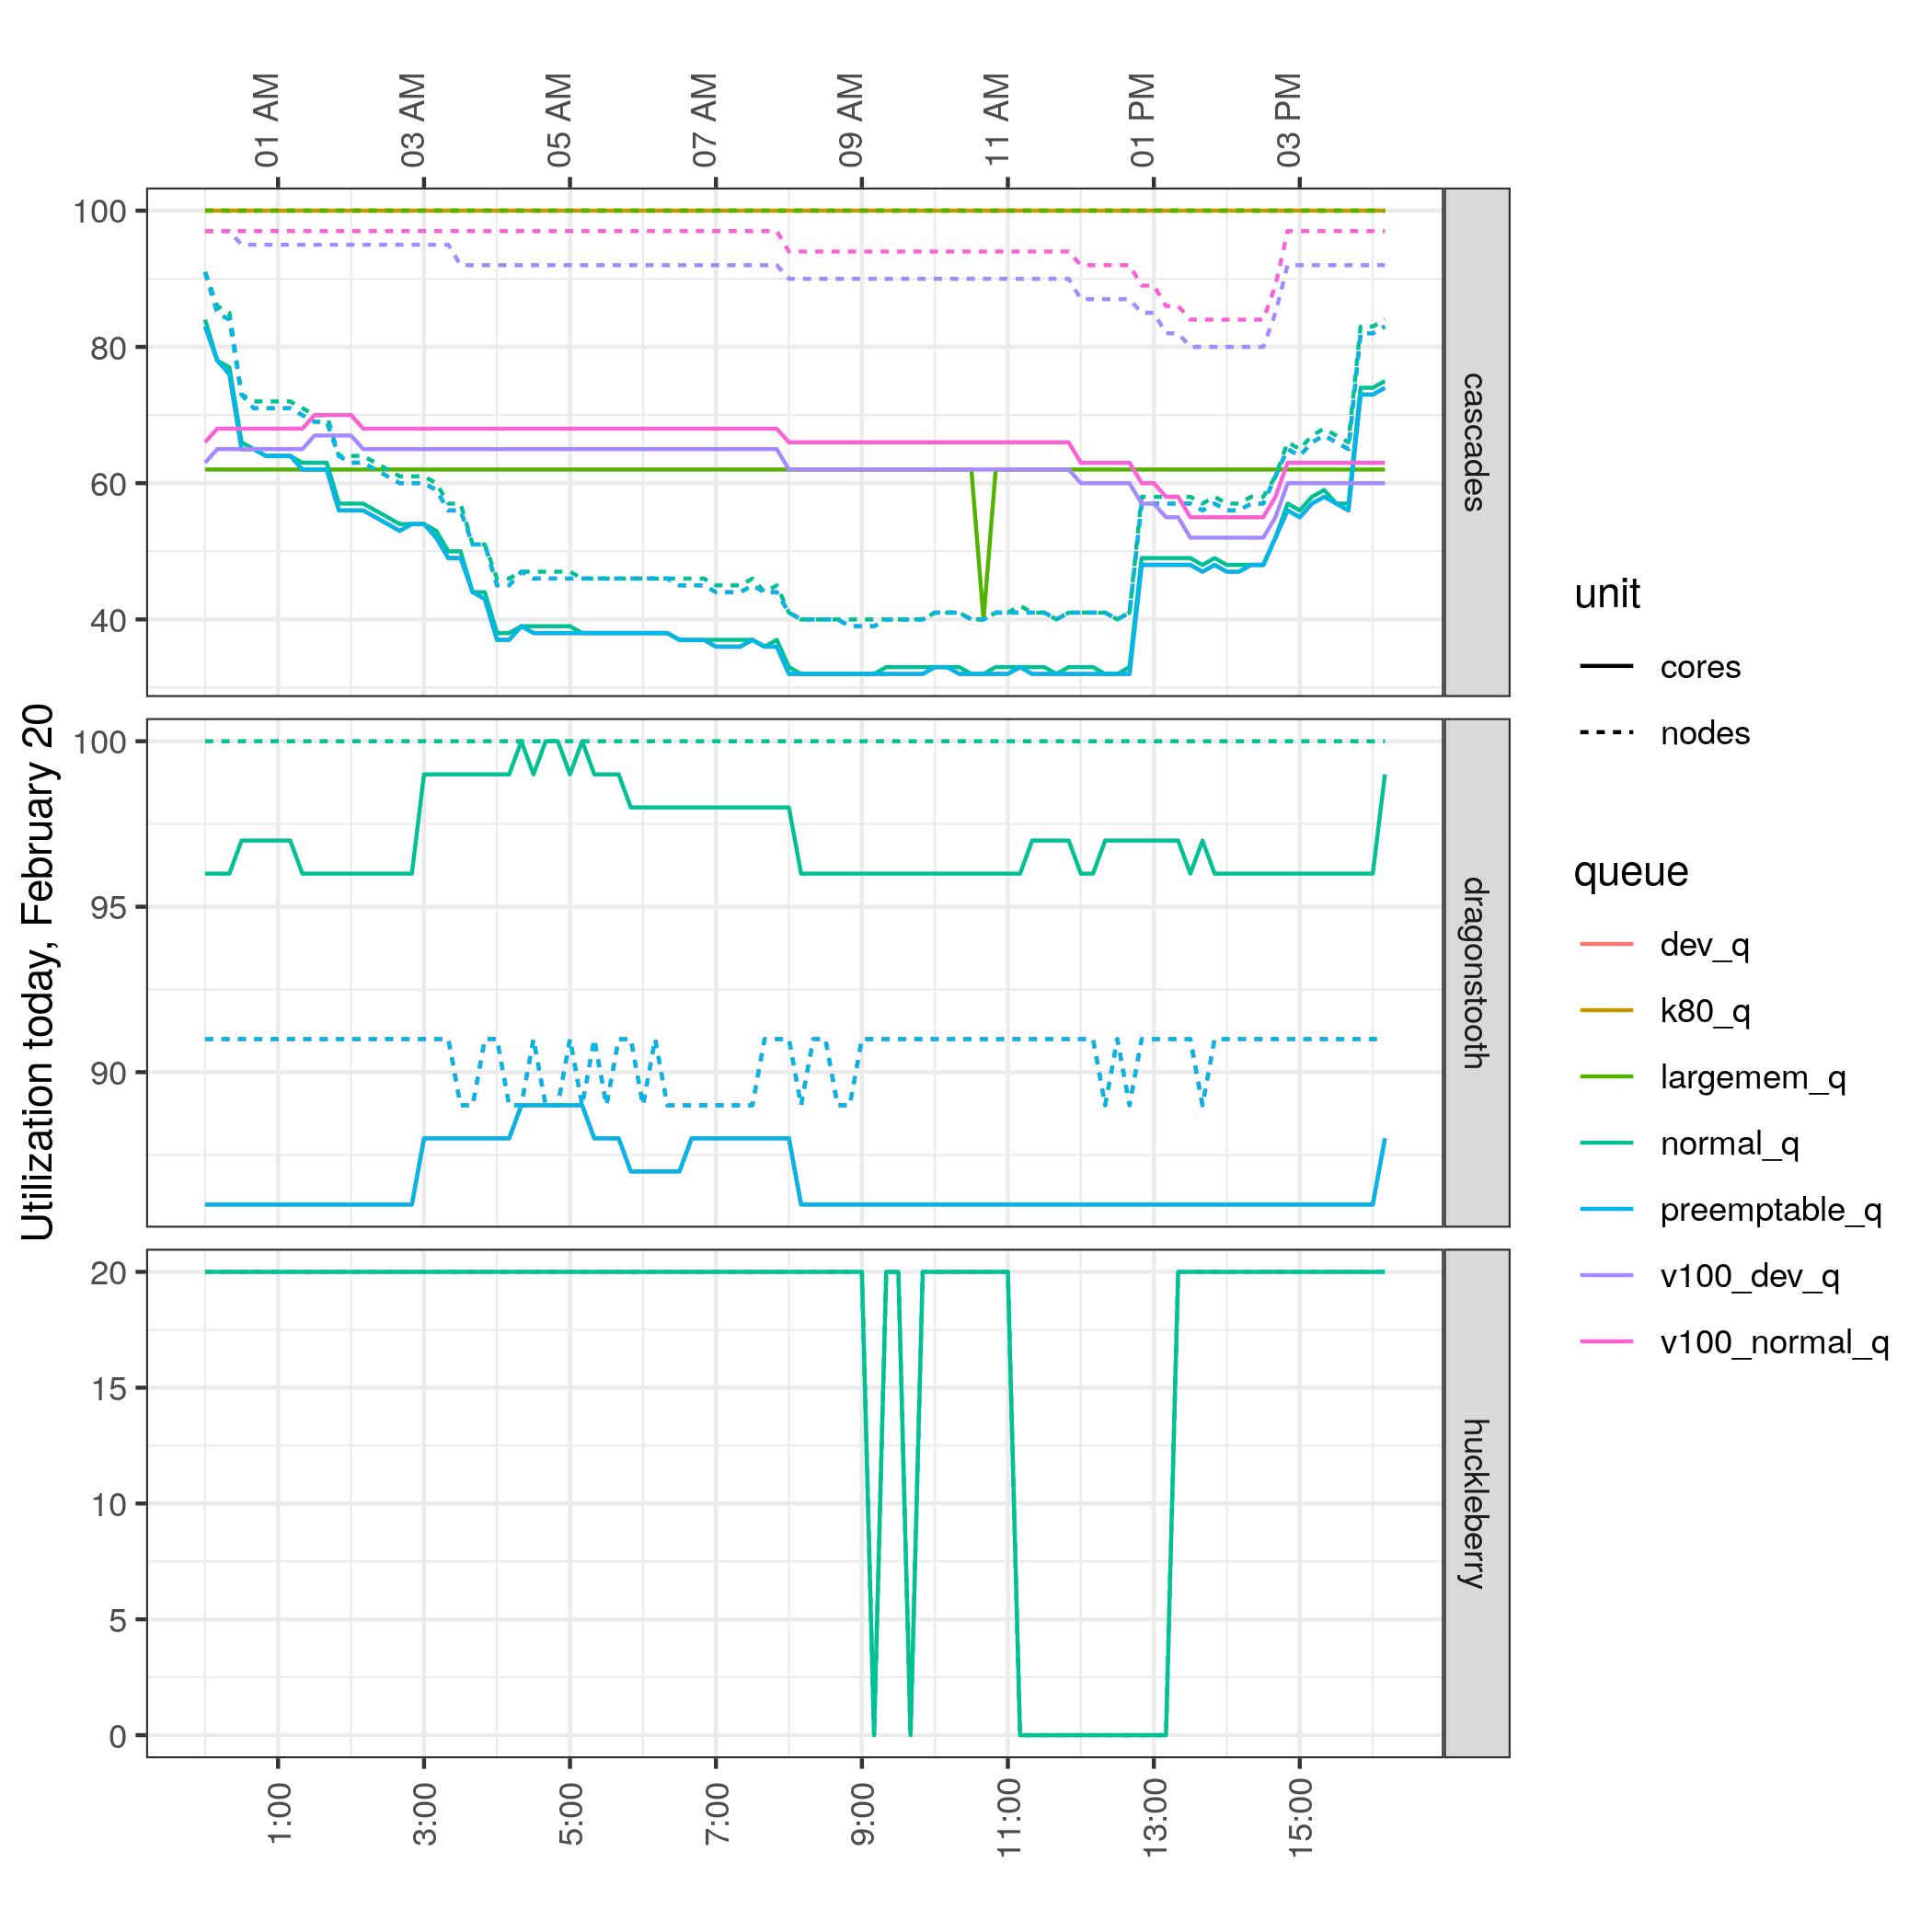 01 AM
03 AM
05 AM
07 AM
09 AM
11 AM
01 PM
03 PM
Utilization today, February 20
100
80
60
40
cascades
100
95
90
dragonstooth
20
15
10
5
0
huckleberry
1:00
3:00
5:00
7:00
9:00
11:00
13:00
15:00
unit
cores
nodes
queue
dev_q
k80_q
largemem_q
normal_q
preemptable_q
v100_dev_q
v100_normal_q